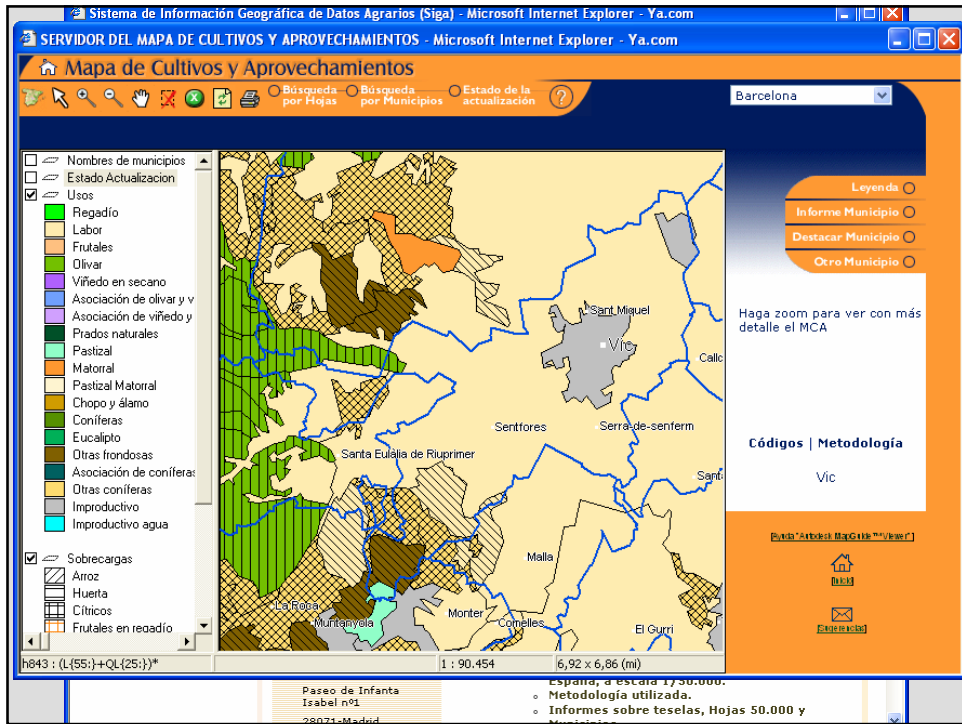 Sistema de Información Geográfica de Datos Agrarios (Siga) - Microsoft Internet Explorer - Ya.com
SERVIDOR DEL MAPA DE CULTIVOS Y APROVECHAMIENTOS - Microsoft Internet Explorer - Ya.com
Mapa de Cultivos y Aprovechamientos
Búsqueda por Hojas
Búsqueda por Municipios
Estado de la actualización
?
Barcelona
Nombres de municipios
Estado Actualizacion
Usos
Regadío
Labor
Frutales
Olivar
Viñedo en secano
Asociación de olivar y v
Asociación de viñedo y
Prados naturales
Pastizal
Matorral
Pastizal Matorral
Chopo y álamo
Coníferas
Eucalipto
Otras frondosas
Asociación de coníferas
Otras coníferas
Improductivo
Improductivo agua
Sobrecargas
Arroz
Huerta
Cítricos
Frutales en regadío
Sant Miquel
Vic
Callc
Sentfores
Serra-de-senferm
Santa Eulàlia de Riuprimer
Sant
Malla
La Roca
Muntanyola
Monter
Comelles
El Gurri
Leyenda
Informe Municipio
Destacar Municipio
Otro Municipio
Haga zoom para ver con más
detalle el MCA
Códigos | Metodología
Vic
[Ayuda "Autodesk MapGuide ™ Viewer"]
[Inicio]
[Sugerencias]
h843 : (L{55:}+QL{25:})*
1 : 90.454
6,92 x 6,86 (mi)
Paseo de Infanta
Isabel nº1
28071-Madrid
España, a escala 1/50.000.
Metodología utilizada.
Informes sobre teselas, Hojas 50.000 y
Municipios